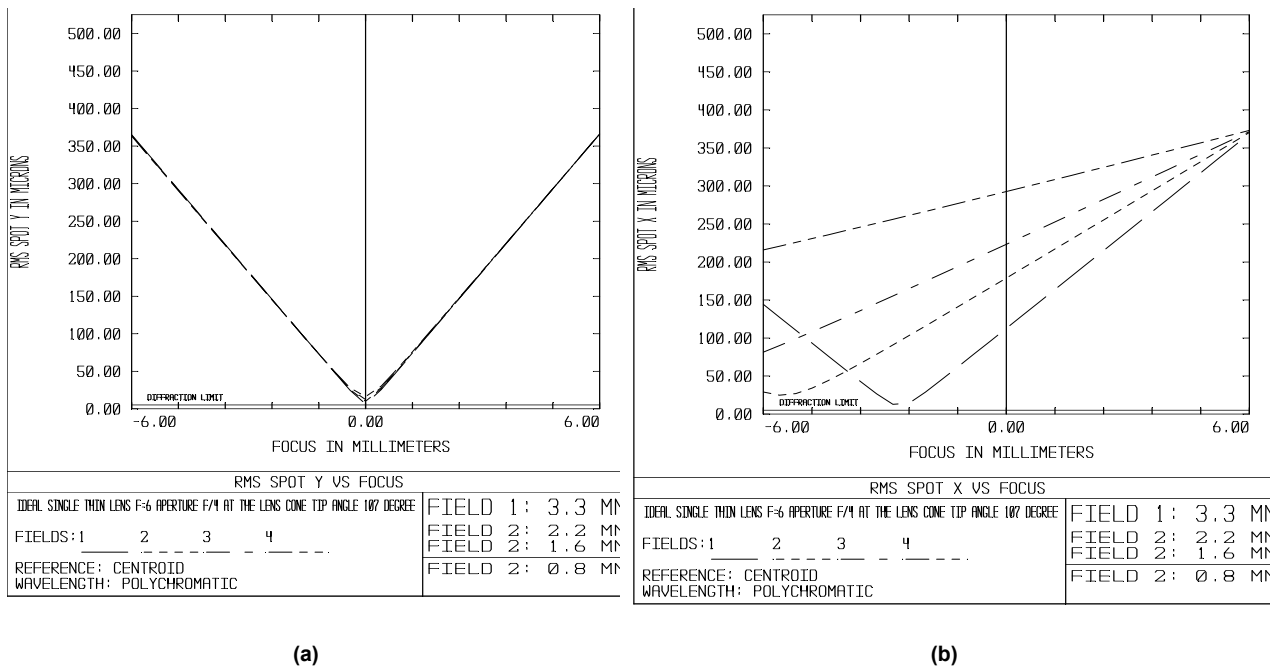 500.00
450.00
400.00
350.00
300.00
250.00
200.00
150.00
100.00
50.00
0.00
RMS SPOT Y IN MICRONS
DIFFRACTION LIMIT
-6.00 0.00 6.00
FOCUS IN MILLIMETERS
RMS SPOT Y VS FOCUS
IDEAL SINGLE THIN LENS F=6 APERTURE F/4 AT THE LENS CONE TIP ANGLE 107 DEGREE
FIELDS:1 2 3 4
REFERENCE: CENTROID
WAVELENGTH: POLYCHROMATIC
FIELD 1: 3.3 MM
FIELD 2: 2.2 MM
FIELD 2: 1.6 MM
FIELD 2: 0.8 MM
(a)
500.00
450.00
400.00
350.00
300.00
250.00
200.00
150.00
100.00
50.00
0.00
RMS SPOT X IN MICRONS
DIFFRACTION LIMIT
-6.00 0.00 6.00
FOCUS IN MILLIMETERS
RMS SPOT X VS FOCUS
IDEAL SINGLE THIN LENS F=6 APERTURE F/4 AT THE LENS CONE TIP ANGLE 107 DEGREE
FIELDS:1 2 3 4
REFERENCE: CENTROID
WAVELENGTH: POLYCHROMATIC
FIELD 1: 3.3 MM
FIELD 2: 2.2 MM
FIELD 2: 1.6 MM
FIELD 2: 0.8 MM
(b)